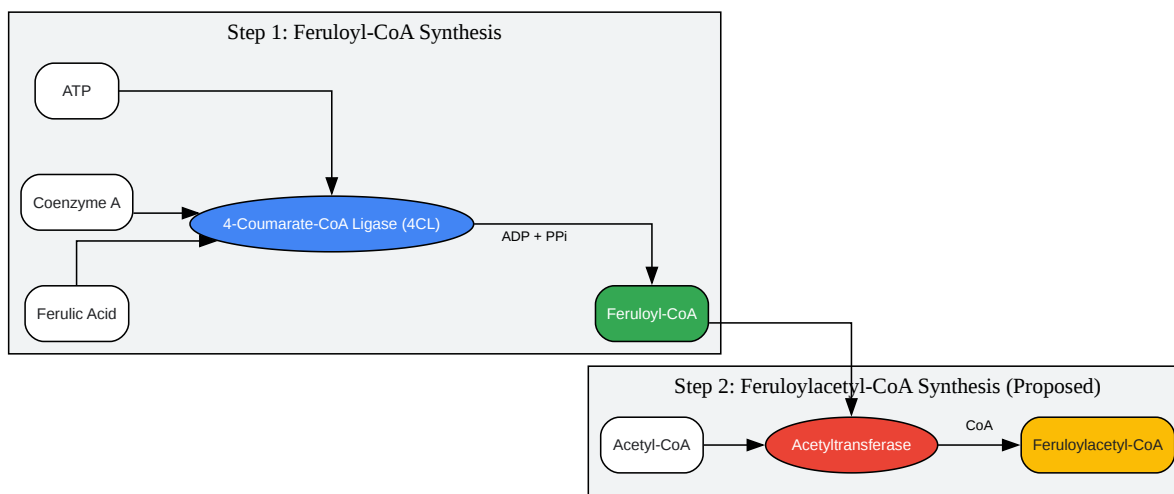 Step 1: Feruloyl-CoA Synthesis
ATP
Coenzyme A
4-Coumarate-CoA Ligase (4CL)
ADP + PPi
Ferulic Acid
Feruloyl-CoA
Step 2: Feruloylacetyl-CoA Synthesis (Proposed)
Acetyl-CoA
Acetyltransferase
CoA
Feruloylacetyl-CoA